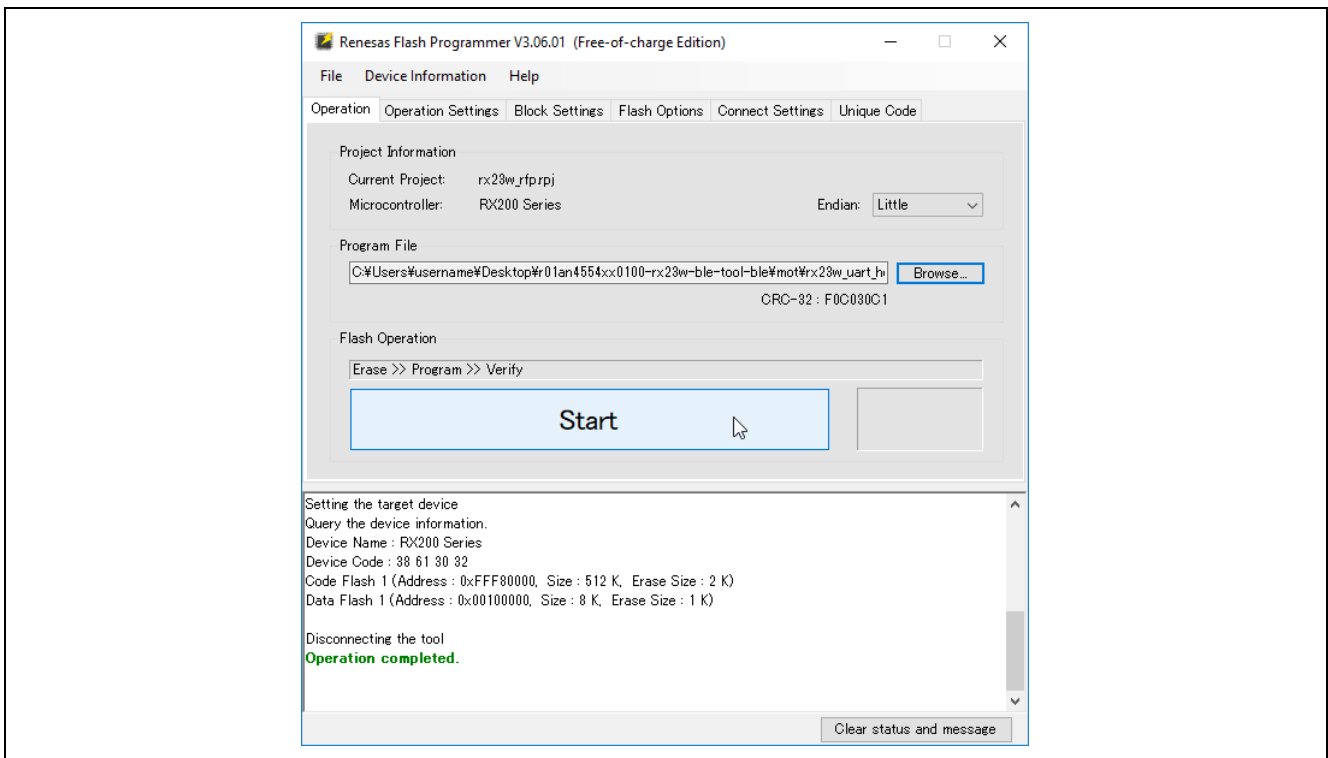 Renesas Flash Programmer V3.06.01 (Free-of-charge Edition)
File Device Information Help
Operation Operation Settings Block Settings Flash Options Connect Settings Unique Code
Project Information
Current Project: rx23w_rfp.rpj
Microcontroller: RX200 Series Endian: Little
Program File
C:¥Users¥username¥Desktop¥r01an4554xx0100-rx23w-ble-tool-ble¥mot¥rx23w_uart_h Browse...
CRC-32 : F0C030C1
Flash Operation
Erase >> Program >> Verify
Start
Setting the target device
Query the device information.
Device Name : RX200 Series
Device Code : 38 61 30 32
Code Flash 1 (Address : 0xFFF80000, Size : 512 K, Erase Size : 2 K)
Data Flash 1 (Address : 0x00100000, Size : 8 K, Erase Size : 1 K)
Disconnecting the tool
Operation completed.
Clear status and message